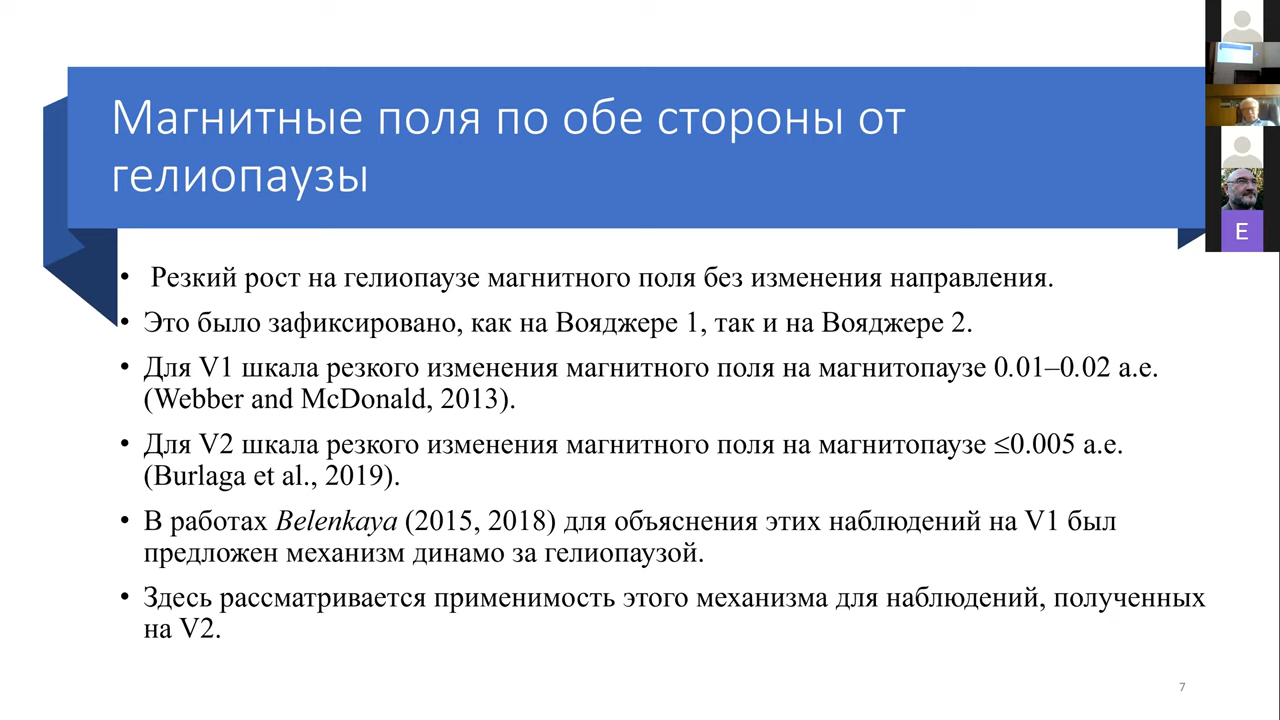 Магнитные поля по обе стороны от
гелиопаузы
• Резкий рост на гелиопаузе магнитного поля без изменения направления.
• Это было зафиксировано, как на Вояджере 1, так и на Вояджере 2.
• Для V1 шкала резкого изменения магнитного поля на магнитопаузе 0.01–0.02 а.е.
(Webber and McDonald, 2013).
• Для V2 шкала резкого изменения магнитного поля на магнитопаузе ≤0.005 а.е.
(Burlaga et al., 2019).
• В работах Belenkaya (2015, 2018) для объяснения этих наблюдений на V1 был
предложен механизм динамо за гелиопаузой.
• Здесь рассматривается применимость этого механизма для наблюдений, полученных
на V2.
7
E